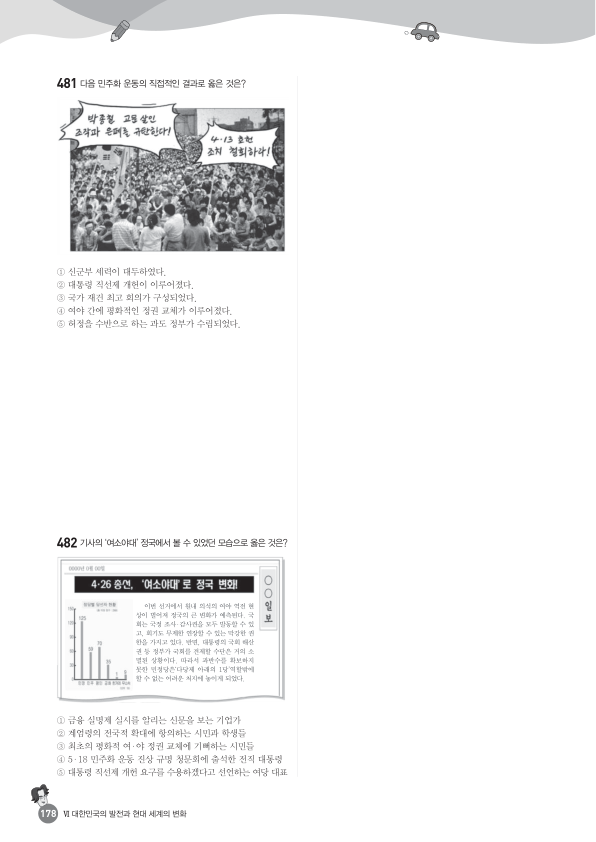 481 다음 민주화 운동의 직접적인 결과로 옳은 것은?
박종철 고문 살인
조작과 은폐를 규탄한다!
4·13 호헌
조치 철회하라!
① 신군부 세력이 대두하였다.
② 대통령 직선제 개헌이 이루어졌다.
③ 국가 재건 최고 회의가 구성되었다.
④ 여야 간에 평화적인 정권 교체가 이루어졌다.
⑤ 허정을 수반으로 하는 과도 정부가 수립되었다.
482 기사의 '여소야대' 정국에서 볼 수 있었던 모습으로 옳은 것은?
4·26 총선, '여소야대'로 정국 변화!
○○일보
이번 선거에서 원내 의석의 여야 역전 현
상이 벌어져 정국의 큰 변화가 예측된다. 국
회는 국정 조사·감사권을 모두 발동할 수 있
고, 회기도 무제한 연장할 수 있는 막강한 권
한을 가지고 있다. 반면, 대통령의 국회 해산
권 등 정부가 국회를 견제할 수단은 거의 소
멸된 상황이다. 따라서 과반수를 확보하지
못한 민정당은 다당제 아래의 1당 역할밖에
할 수 없는 어려운 처지에 놓이게 되었다.
125
59
70
35
① 금융 실명제 실시를 알리는 신문을 보는 기업가
② 계엄령의 전국적 확대에 항의하는 시민과 학생들
③ 최초의 평화적 여·야 정권 교체에 기뻐하는 시민들
④ 5·18 민주화 운동 진상 규명 청문회에 출석한 전직 대통령
⑤ 대통령 직선제 개헌 요구를 수용하겠다고 선언하는 여당 대표
178 Ⅵ 대한민국의 발전과 현대 세계의 변화